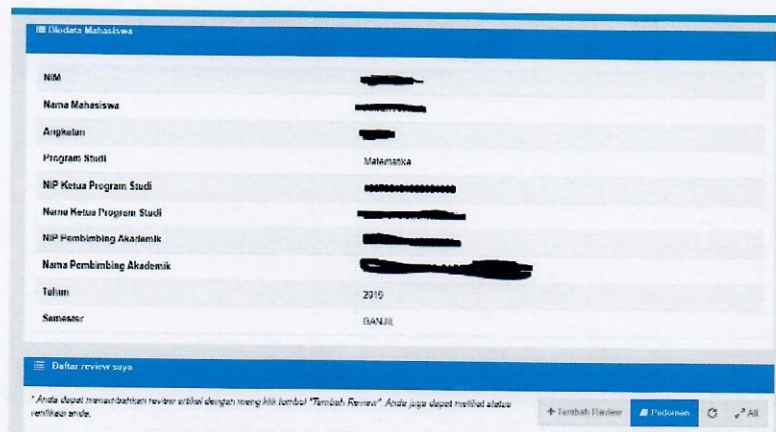 Biodata Mahasiswa
NIM
Nama Mahasiswa
Angkatan
Program Studi Matematika
NIP Ketua Program Studi
Nama Ketua Program Studi
NIP Pembimbing Akademik
Nama Pembimbing Akademik
Tahun 2019
Semester GANJIL
Daftar review saya
* Anda dapat menambahkan review artikel dengan meng klik tombol "Tambah Review". Anda juga dapat melihat status
verifikasi anda.
+ Tambah Review Pedoman All